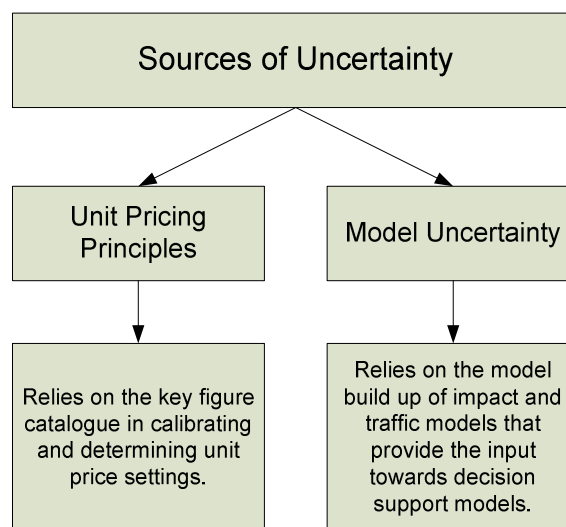 Sources of Uncertainty
Unit Pricing
Principles
Model Uncertainty
Relies on the key figure
catalogue in calibrating
and determining unit
price settings.
Relies on the model
build up of impact and
traffic models that
provide the input
towards decision
support models.